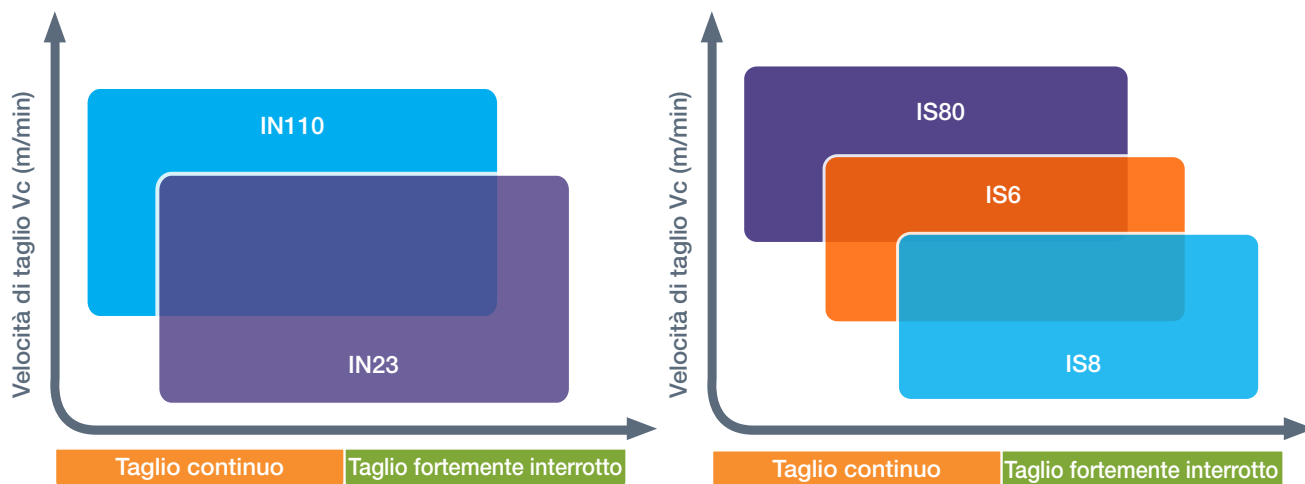 Velocità di taglio Vc (m/min)
IN110
IN23
Taglio continuo
Taglio fortemente interrotto
Velocità di taglio Vc (m/min)
IS80
IS6
IS8
Taglio continuo
Taglio fortemente interrotto